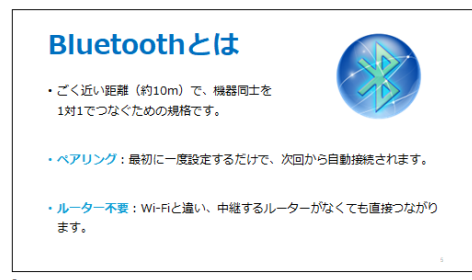 Bluetoothとは
・ごく近い距離（約10m）で、機器同士を
1対1でつなぐための規格です。
・ペアリング：最初に一度設定するだけで、次回から自動接続されます。
・ルーター不要：Wi-Fiと違い、中継するルーターがなくても直接つながり
ます。
5